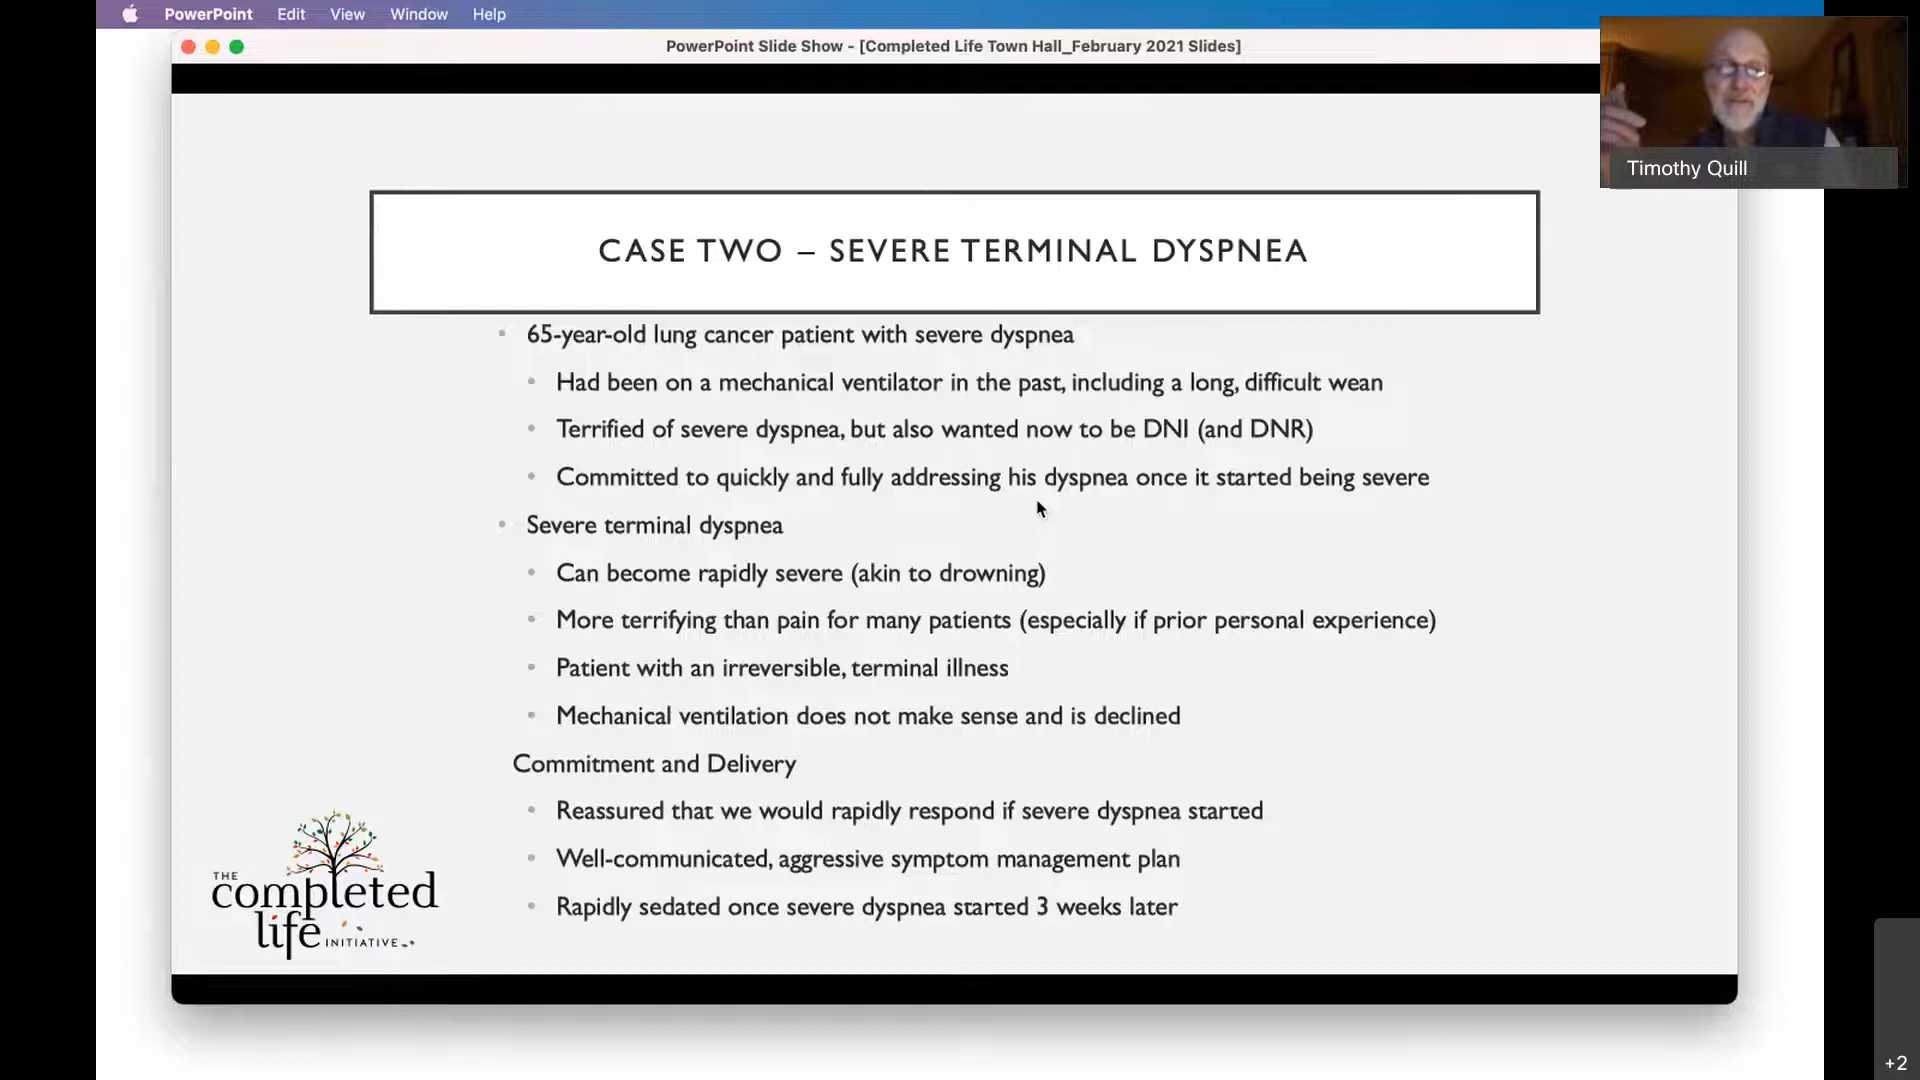 PowerPoint Edit View Window Help
PowerPoint Slide Show - [Completed Life Town Hall_February 2021 Slides]
Timothy Quill
CASE TWO – SEVERE TERMINAL DYSPNEA
• 65-year-old lung cancer patient with severe dyspnea
• Had been on a mechanical ventilator in the past, including a long, difficult wean
• Terrified of severe dyspnea, but also wanted now to be DNI (and DNR)
• Committed to quickly and fully addressing his dyspnea once it started being severe
• Severe terminal dyspnea
• Can become rapidly severe (akin to drowning)
• More terrifying than pain for many patients (especially if prior personal experience)
• Patient with an irreversible, terminal illness
• Mechanical ventilation does not make sense and is declined
Commitment and Delivery
• Reassured that we would rapidly respond if severe dyspnea started
• Well-communicated, aggressive symptom management plan
• Rapidly sedated once severe dyspnea started 3 weeks later
THE
completed
life INITIATIVE
+2